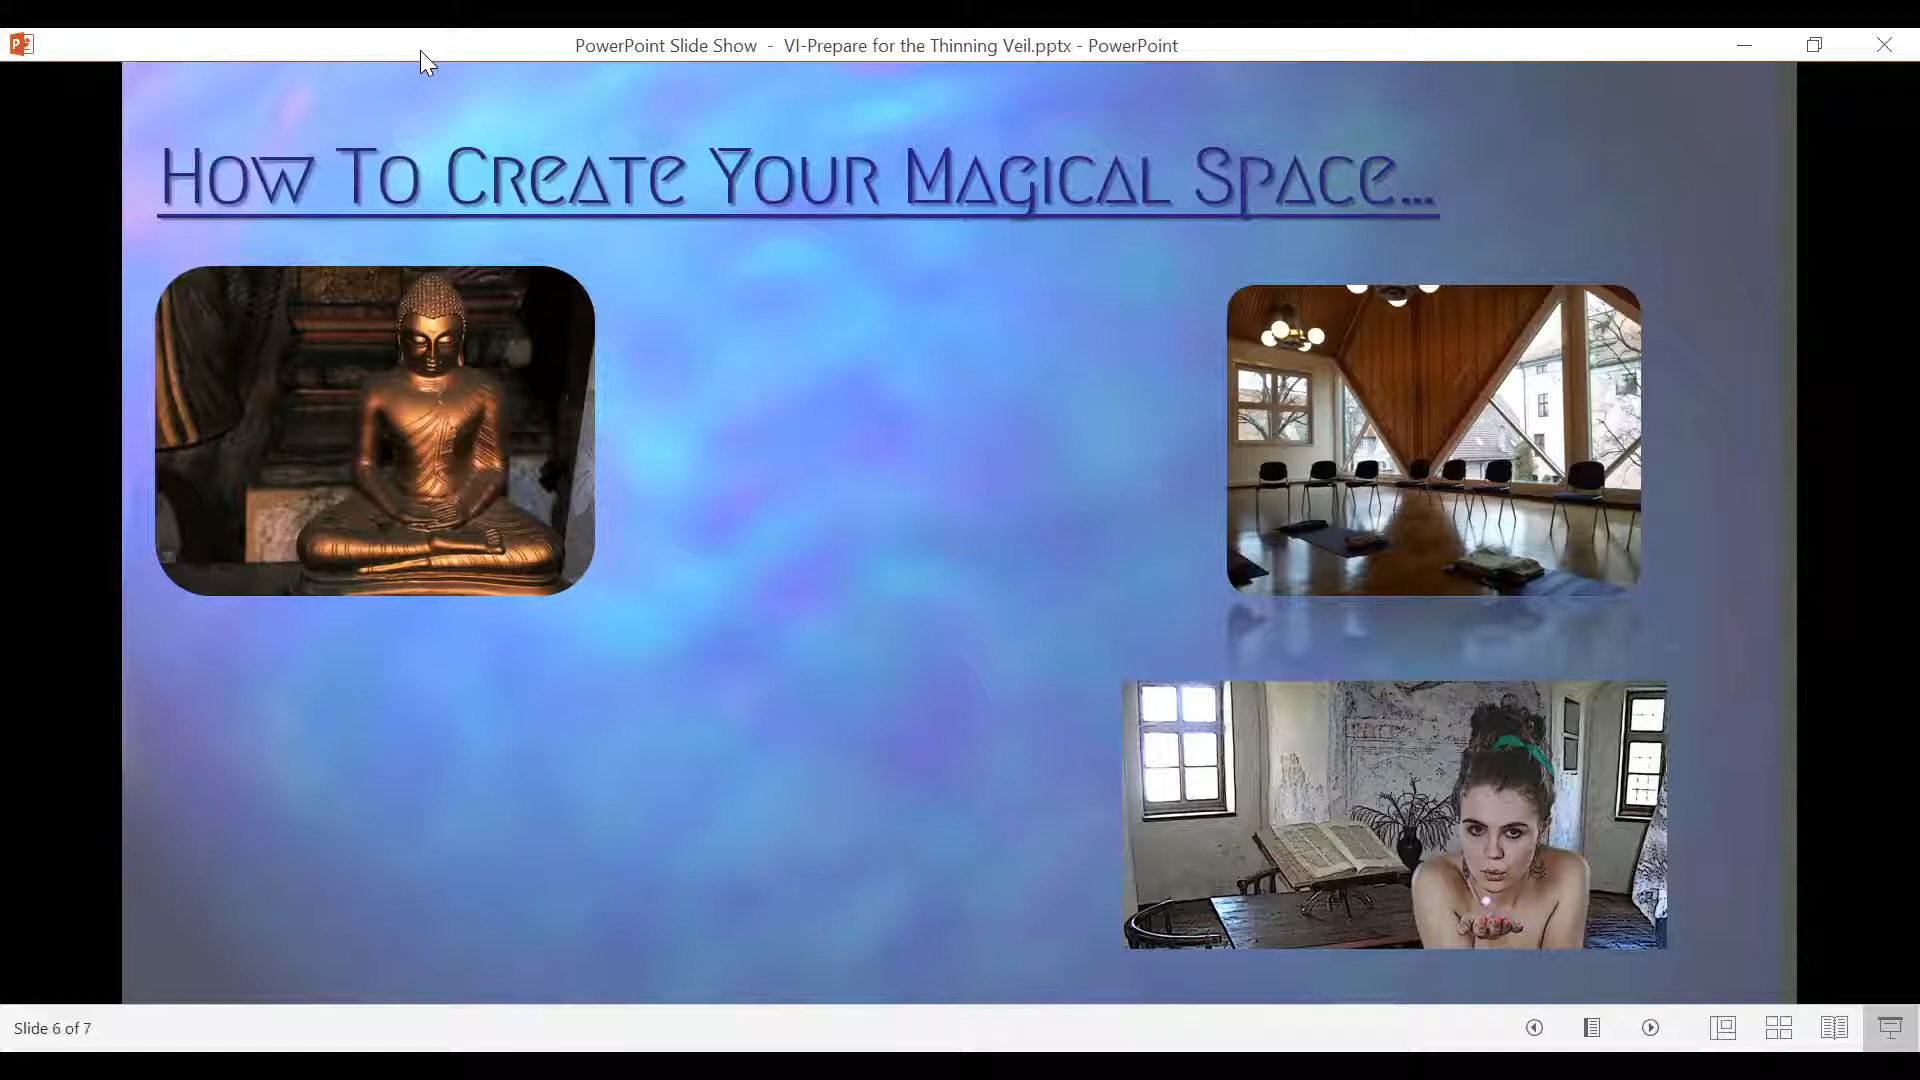 PowerPoint Slide Show - VI-Prepare for the Thinning Veil.pptx - PowerPoint
How To Create Your Magical Space...
Slide 6 of 7